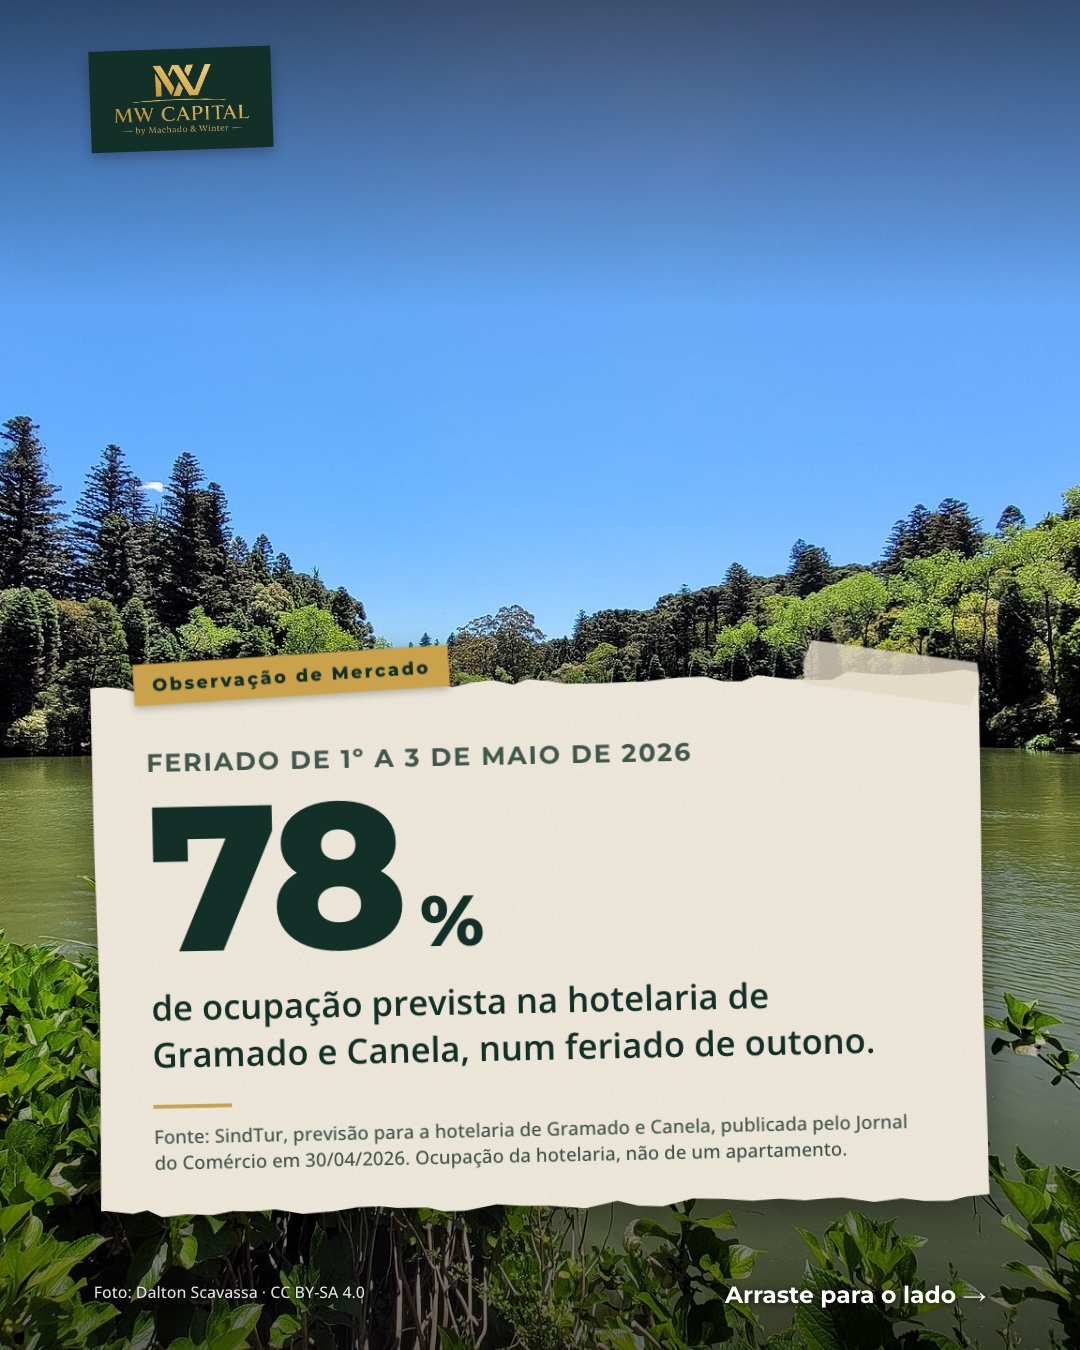 MW CAPITAL
by Machado & Winter
Observação de Mercado
FERIADO DE 1º A 3 DE MAIO DE 2026
78 %
de ocupação prevista na hotelaria de
Gramado e Canela, num feriado de outono.
Fonte: SindTur, previsão para a hotelaria de Gramado e Canela, publicada pelo Jornal
do Comércio em 30/04/2026. Ocupação da hotelaria, não de um apartamento.
Foto: Dalton Scavassa · CC BY-SA 4.0
Arraste para o lado →